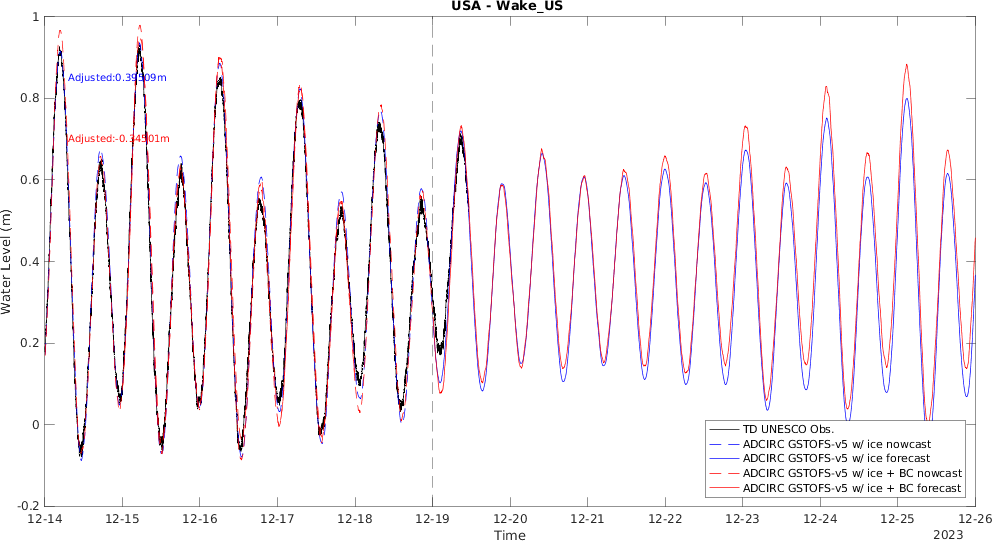 USA - Wake_US
Water Level (m)
1
0.8
0.6
0.4
0.2
0
-0.2
Adjusted:0.39509m
Adjusted:-0.34501m
TD UNESCO Obs.
ADCIRC GSTOFS-v5 w/ ice nowcast
ADCIRC GSTOFS-v5 w/ ice forecast
ADCIRC GSTOFS-v5 w/ ice + BC nowcast
ADCIRC GSTOFS-v5 w/ ice + BC forecast
12-14 12-15 12-16 12-17 12-18 12-19 12-20 12-21 12-22 12-23 12-24 12-25 12-26
Time
2023